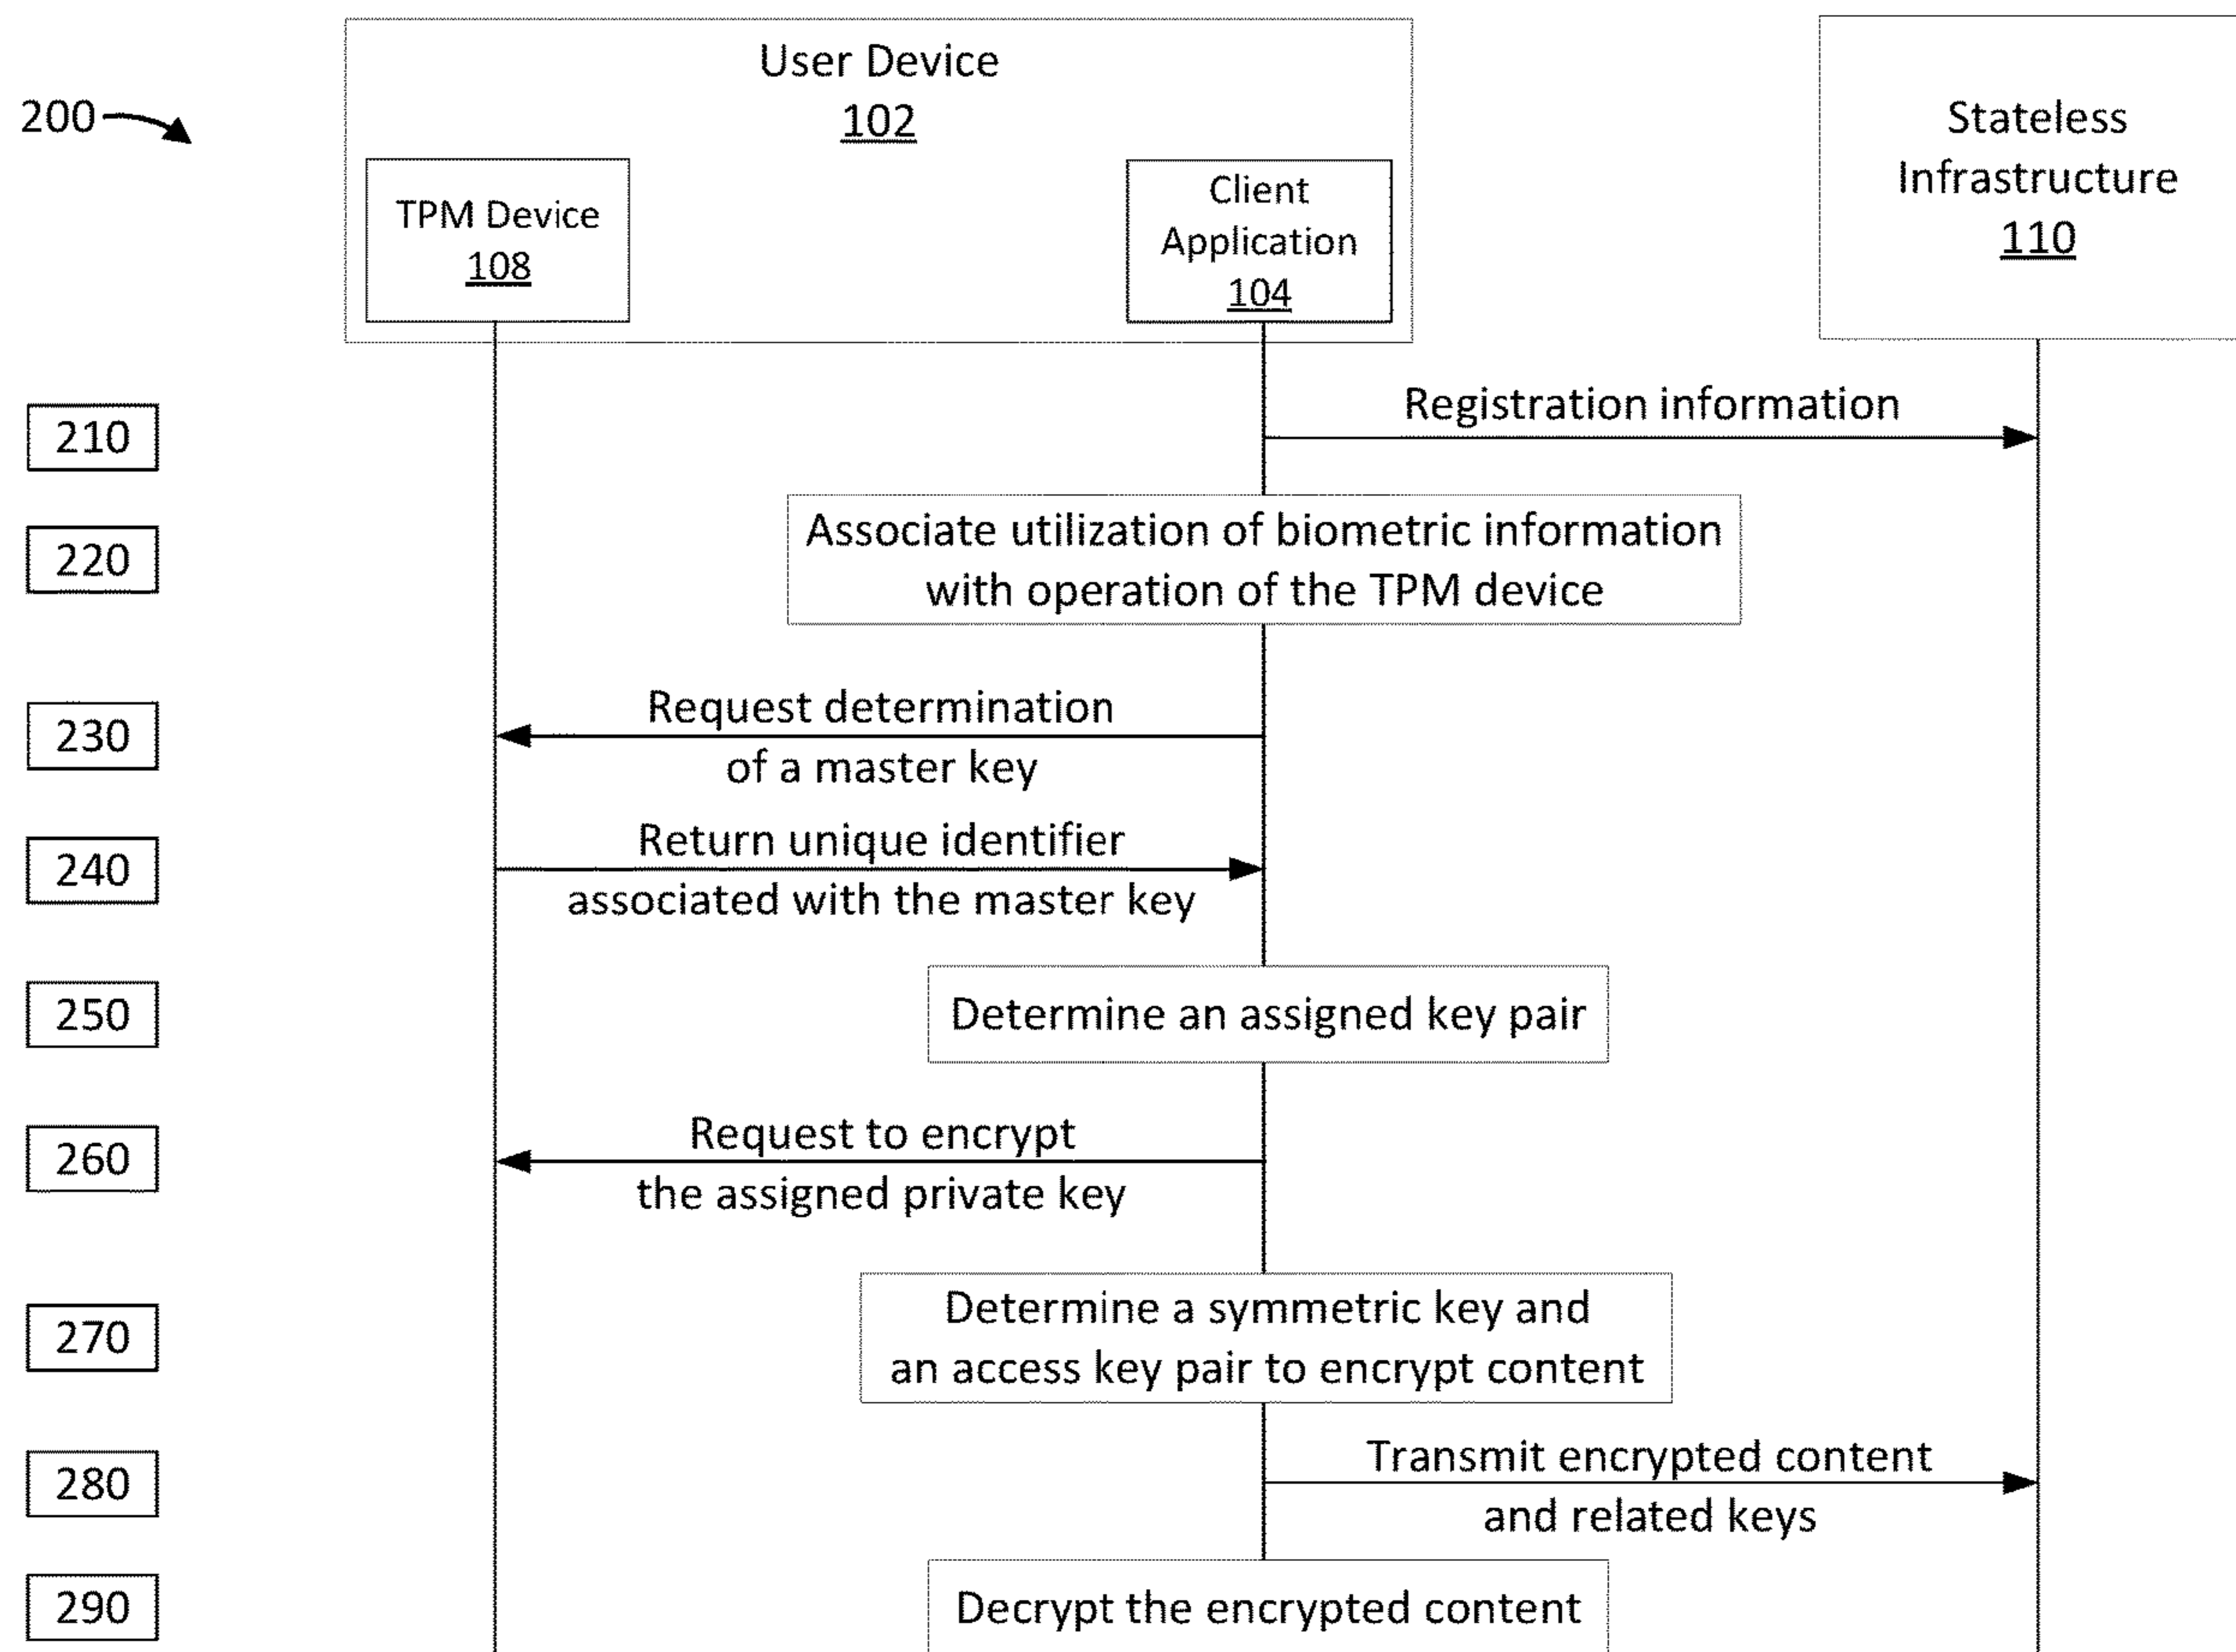 200
User Device
102
TPM Device
108
Client
Application
104
Stateless
Infrastructure
110
210
Registration information
220
Associate utilization of biometric information
with operation of the TPM device
230
Request determination
of a master key
240
Return unique identifier
associated with the master key
250
Determine an assigned key pair
260
Request to encrypt
the assigned private key
270
Determine a symmetric key and
an access key pair to encrypt content
280
Transmit encrypted content
and related keys
290
Decrypt the encrypted content